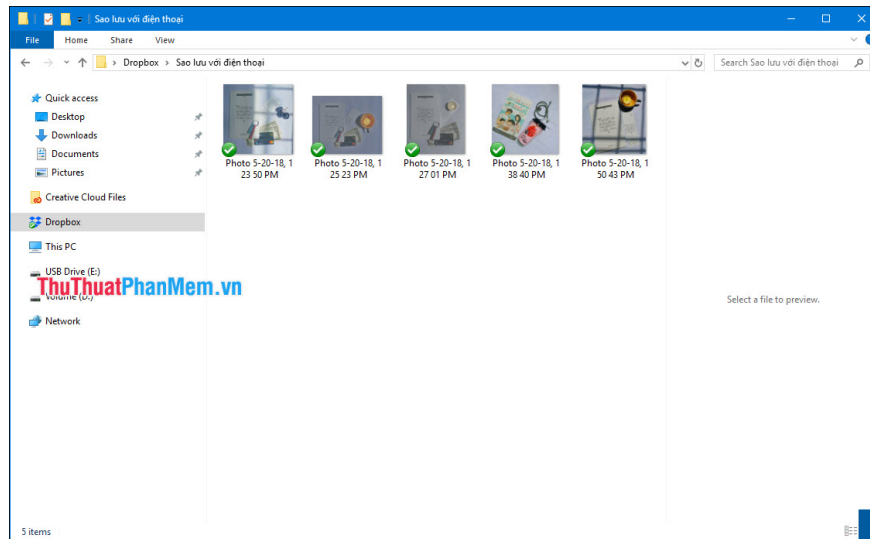 Sao lưu với điện thoại
File Home Share View
Dropbox Sao lưu với điện thoại
Search Sao lưu với điện thoại
Quick access
Desktop
Downloads
Documents
Pictures
Creative Cloud Files
Dropbox
This PC
USB Drive (E:)
ThuThuatPhanMem.vn
Volume (D:)
Network
Photo 5-20-18, 1
23 50 PM
Photo 5-20-18, 1
25 23 PM
Photo 5-20-18, 1
27 01 PM
Photo 5-20-18, 1
38 40 PM
Photo 5-20-18, 1
50 43 PM
Select a file to preview.
5 items